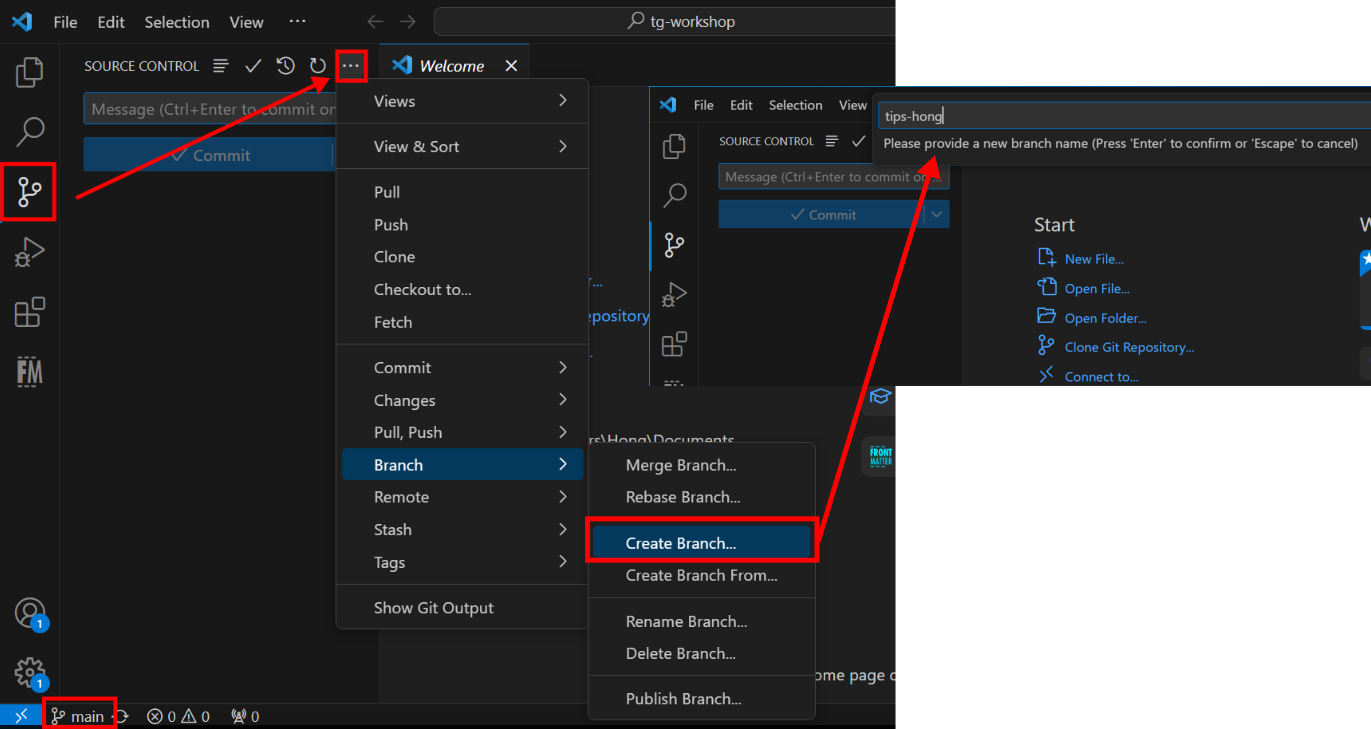 File Edit Selection View ···
tg-workshop
SOURCE CONTROL
Welcome
Message (Ctrl+Enter to commit on
Commit
Views
View & Sort
Pull
Push
Clone
Checkout to...
Fetch
Commit
Changes
Pull, Push
Branch
Remote
Stash
Tags
Show Git Output
Merge Branch...
Rebase Branch...
Create Branch...
Create Branch From...
Rename Branch...
Delete Branch...
Publish Branch...
r...
epository
rs\Hong\Documents
ome page o
FRONT
MATTER
FM
1
1
main
0 0
0
File Edit Selection View
tips-hong
Please provide a new branch name (Press 'Enter' to confirm or 'Escape' to cancel)
SOURCE CONTROL
Message (Ctrl+Enter to commit on ...
Commit
Start
New File...
Open File...
Open Folder...
Clone Git Repository...
Connect to...
W